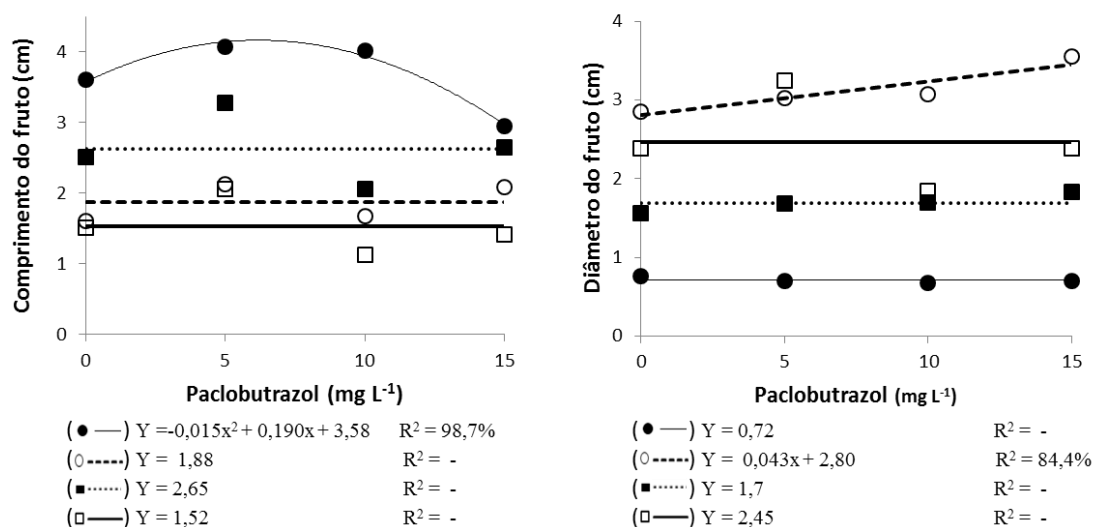 Comprimento do fruto (cm)
4
3
2
1
0
0 5 10 15
Paclobutrazol (mg L⁻¹)
(●—) Y =-0,015x² + 0,190x + 3,58 R² = 98,7%
(○-----) Y = 1,88 R² = -
(■······) Y = 2,65 R² = -
(□—) Y = 1,52 R² = -
Diâmetro do fruto (cm)
4
3
2
1
0
0 5 10 15
Paclobutrazol (mg L⁻¹)
(●—) Y = 0,72 R² = -
(○-----) Y = 0,043x + 2,80 R² = 84,4%
(■······) Y = 1,7 R² = -
(□—) Y = 2,45 R² = -